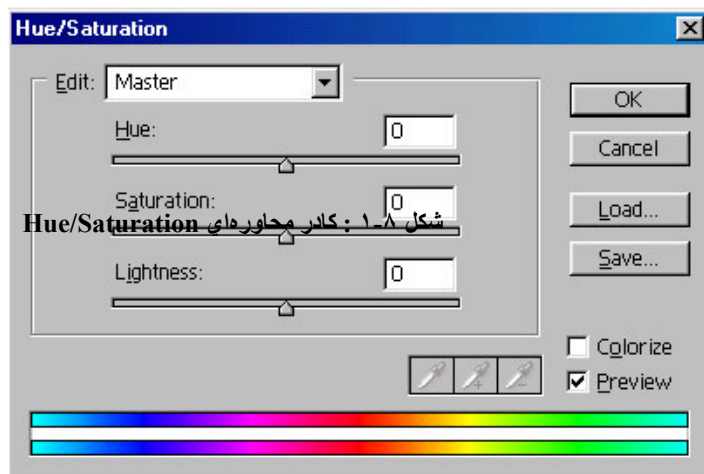 Hue/Saturation
Edit: Master
OK
Hue: 0
Cancel
Saturation: 0
Load...
شکل ۸-۱ : کادر محاوره‌ای Hue/Saturation
Save...
Lightness: 0
Colorize
Preview